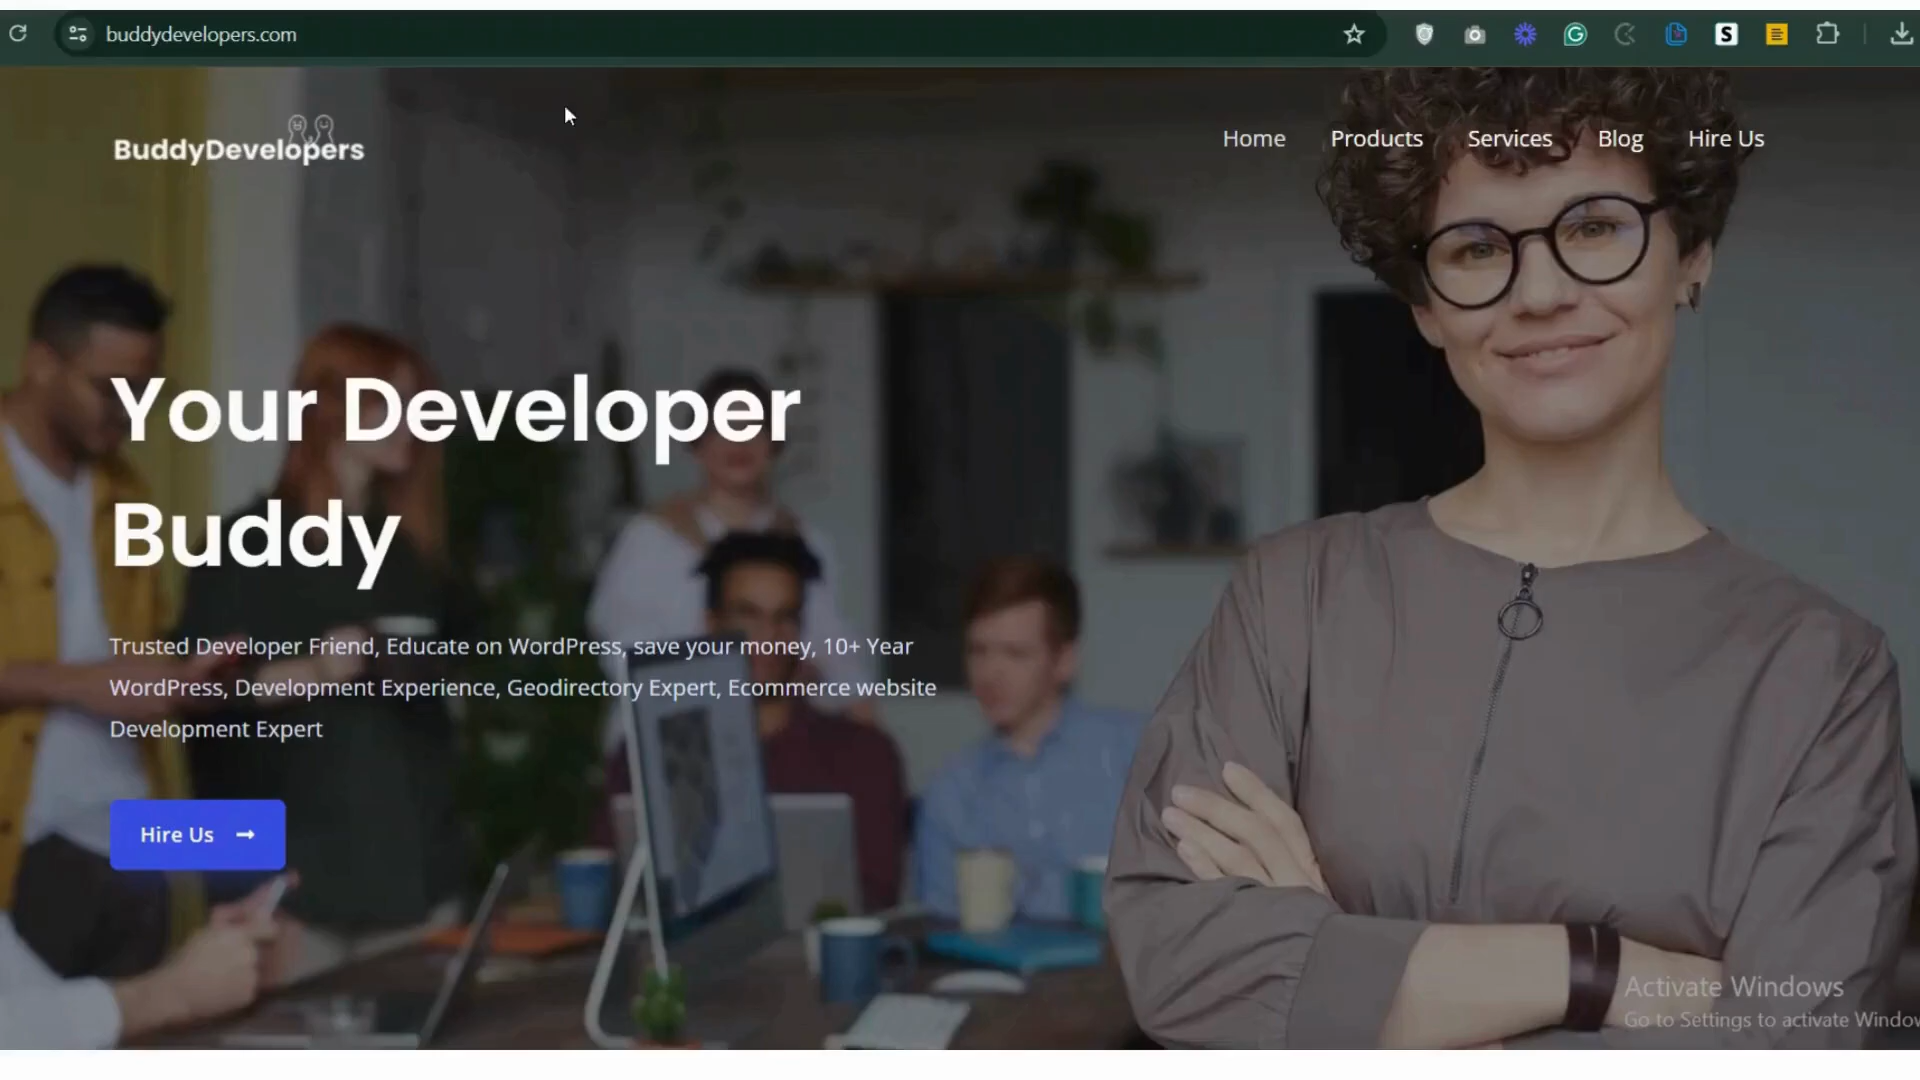 buddydevelopers.com
BuddyDevelopers
Home Products Services Blog Hire Us
Your Developer
Buddy
Trusted Developer Friend, Educate on WordPress, save your money, 10+ Year
WordPress, Development Experience, Geodirectory Expert, Ecommerce website
Development Expert
Hire Us
Activate Windows
Go to Settings to activate Window